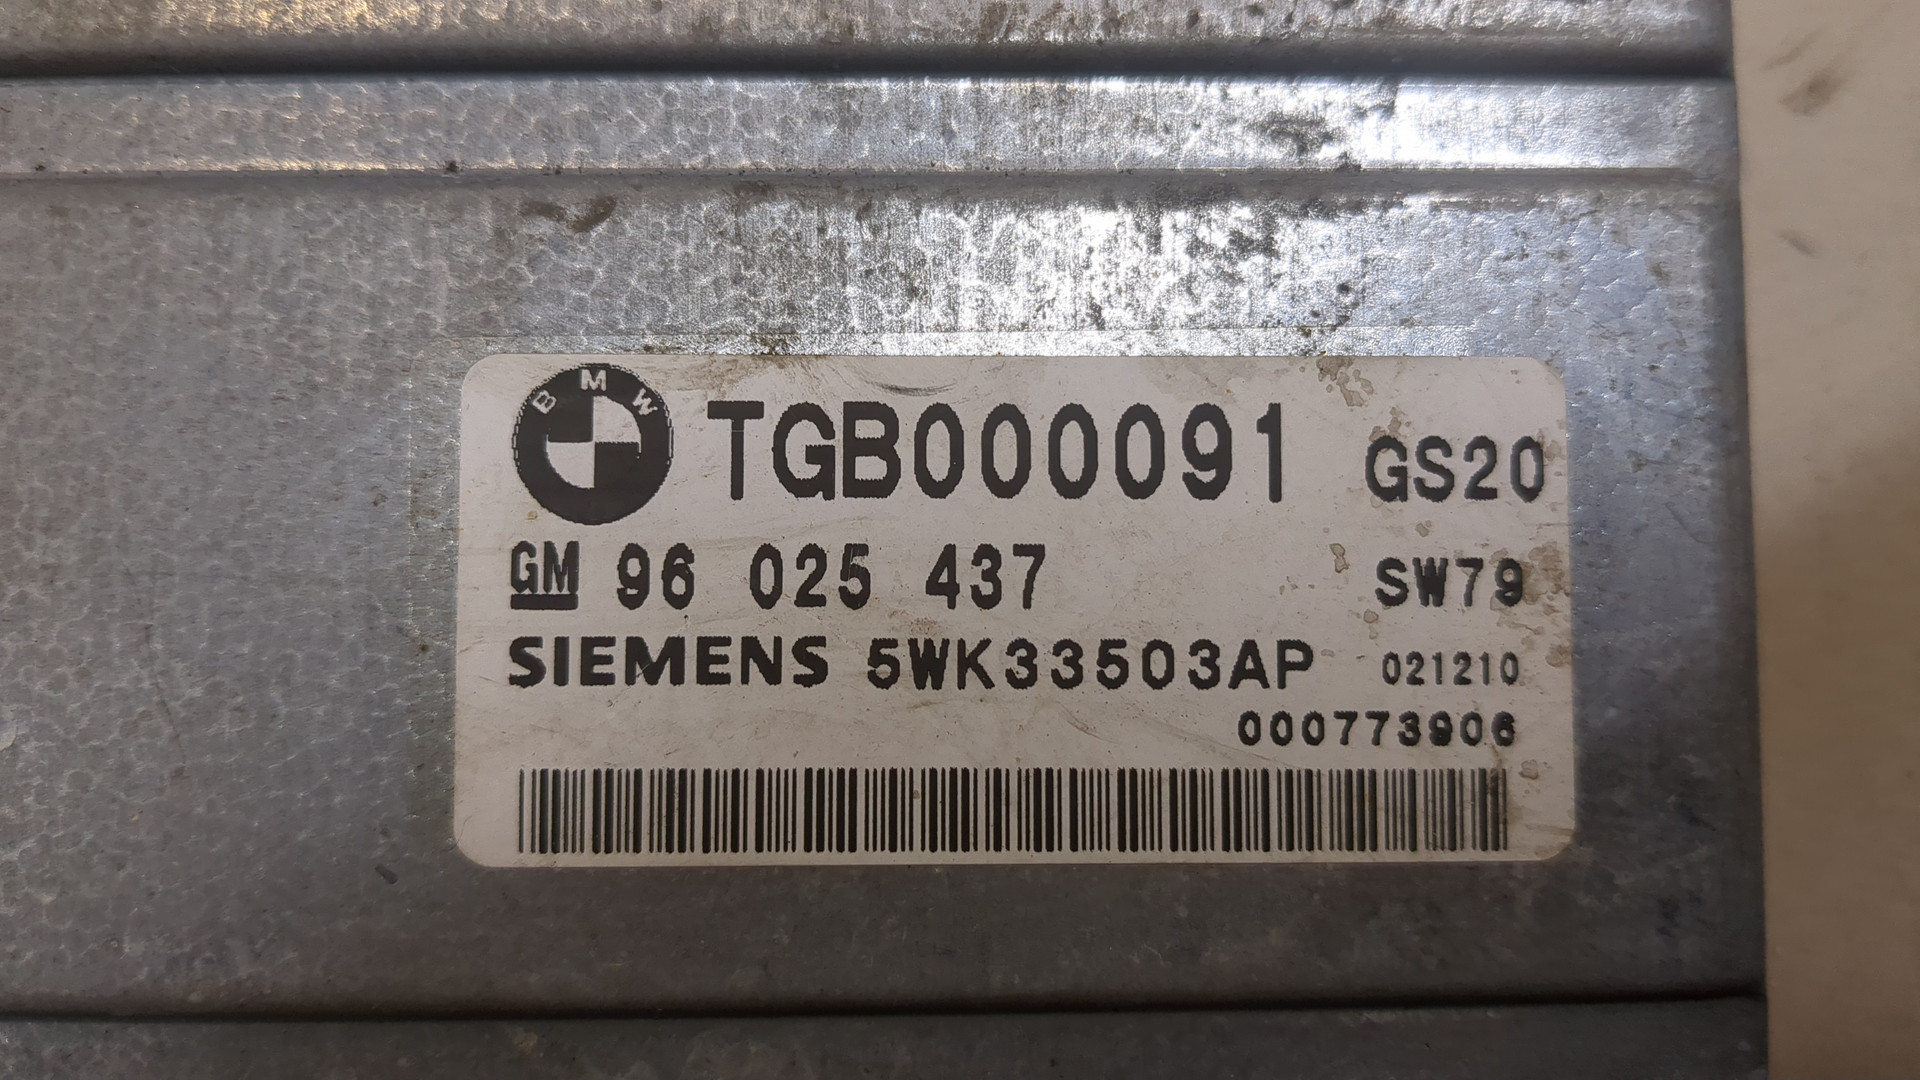 BMW TGB000091 GS20
GM 96 025 437 SW79
SIEMENS 5WK33503AP 021210
000773906